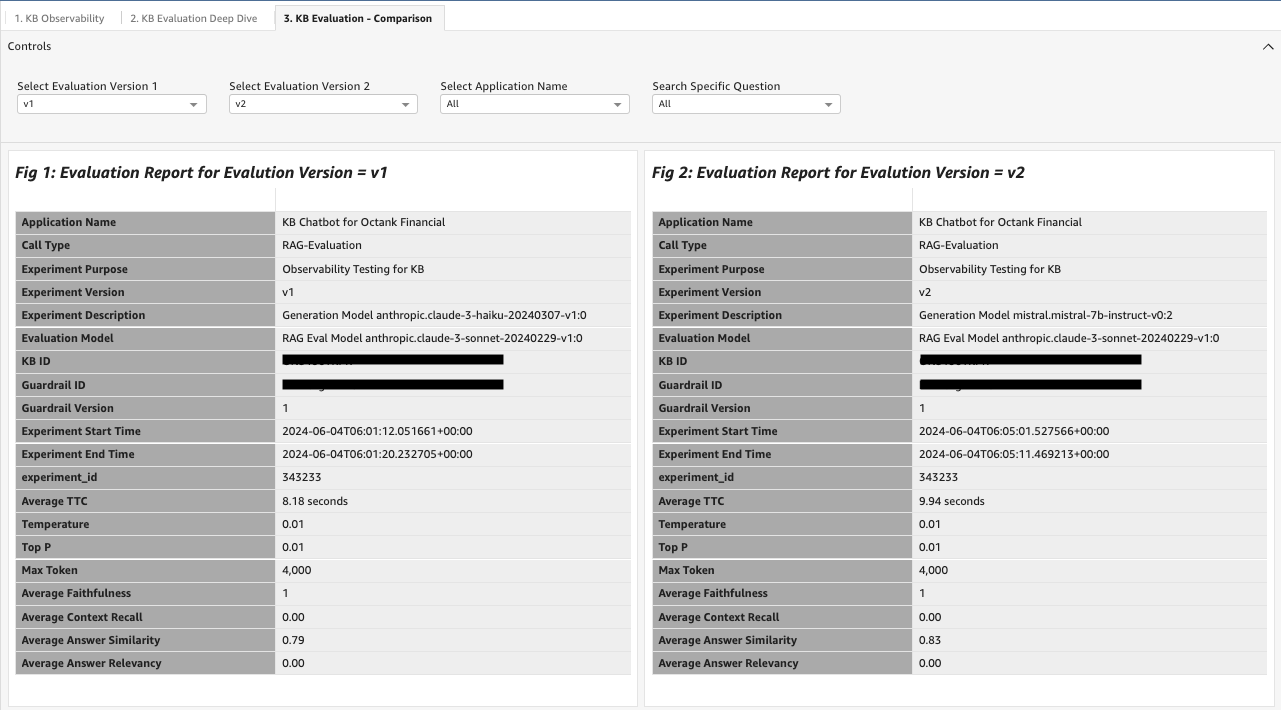 1. KB Observability
2. KB Evaluation Deep Dive
3. KB Evaluation - Comparison
Controls
Select Evaluation Version 1
v1
Select Evaluation Version 2
v2
Select Application Name
All
Search Specific Question
All
Fig 1: Evaluation Report for Evalution Version = v1
Application Name KB Chatbot for Octank Financial
Call Type RAG-Evaluation
Experiment Purpose Observability Testing for KB
Experiment Version v1
Experiment Description Generation Model anthropic.claude-3-haiku-20240307-v1:0
Evaluation Model RAG Eval Model anthropic.claude-3-sonnet-20240229-v1:0
KB ID
Guardrail ID
Guardrail Version 1
Experiment Start Time 2024-06-04T06:01:12.051661+00:00
Experiment End Time 2024-06-04T06:01:20.232705+00:00
experiment_id 343233
Average TTC 8.18 seconds
Temperature 0.01
Top P 0.01
Max Token 4,000
Average Faithfulness 1
Average Context Recall 0.00
Average Answer Similarity 0.79
Average Answer Relevancy 0.00
Fig 2: Evaluation Report for Evalution Version = v2
Application Name KB Chatbot for Octank Financial
Call Type RAG-Evaluation
Experiment Purpose Observability Testing for KB
Experiment Version v2
Experiment Description Generation Model mistral.mistral-7b-instruct-v0:2
Evaluation Model RAG Eval Model anthropic.claude-3-sonnet-20240229-v1:0
KB ID
Guardrail ID
Guardrail Version 1
Experiment Start Time 2024-06-04T06:05:01.527566+00:00
Experiment End Time 2024-06-04T06:05:11.469213+00:00
experiment_id 343233
Average TTC 9.94 seconds
Temperature 0.01
Top P 0.01
Max Token 4,000
Average Faithfulness 1
Average Context Recall 0.00
Average Answer Similarity 0.83
Average Answer Relevancy 0.00